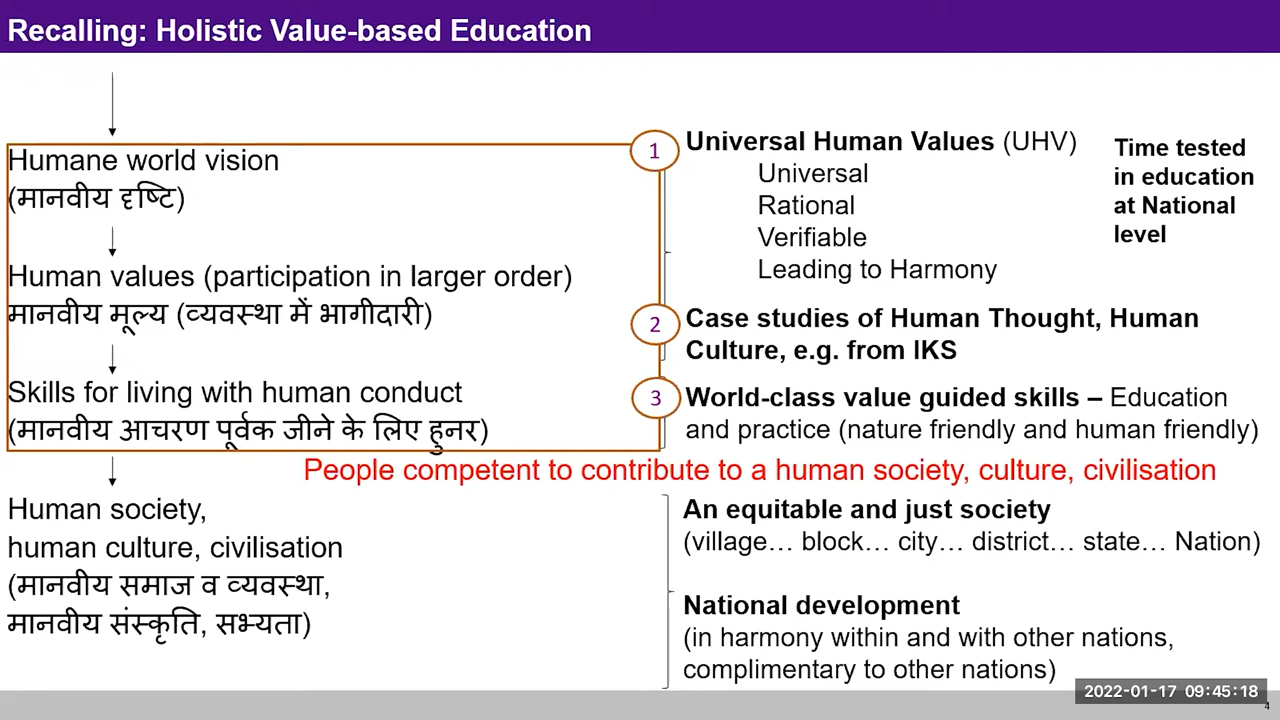 Recalling: Holistic Value-based Education
Humane world vision
(मानवीय दृष्टि)
Human values (participation in larger order)
मानवीय मूल्य (व्यवस्था में भागीदारी)
Skills for living with human conduct
(मानवीय आचरण पूर्वक जीने के लिए हुनर)
Human society,
human culture, civilisation
(मानवीय समाज व व्यवस्था,
मानवीय संस्कृति, सभ्यता)
1
Universal Human Values (UHV)
Universal
Rational
Verifiable
Leading to Harmony
Time tested
in education
at National
level
2
Case studies of Human Thought, Human
Culture, e.g. from IKS
3
World-class value guided skills – Education
and practice (nature friendly and human friendly)
People competent to contribute to a human society, culture, civilisation
An equitable and just society
(village… block… city… district… state… Nation)
National development
(in harmony within and with other nations,
complimentary to other nations)
2022-01-17 09:45:18
4